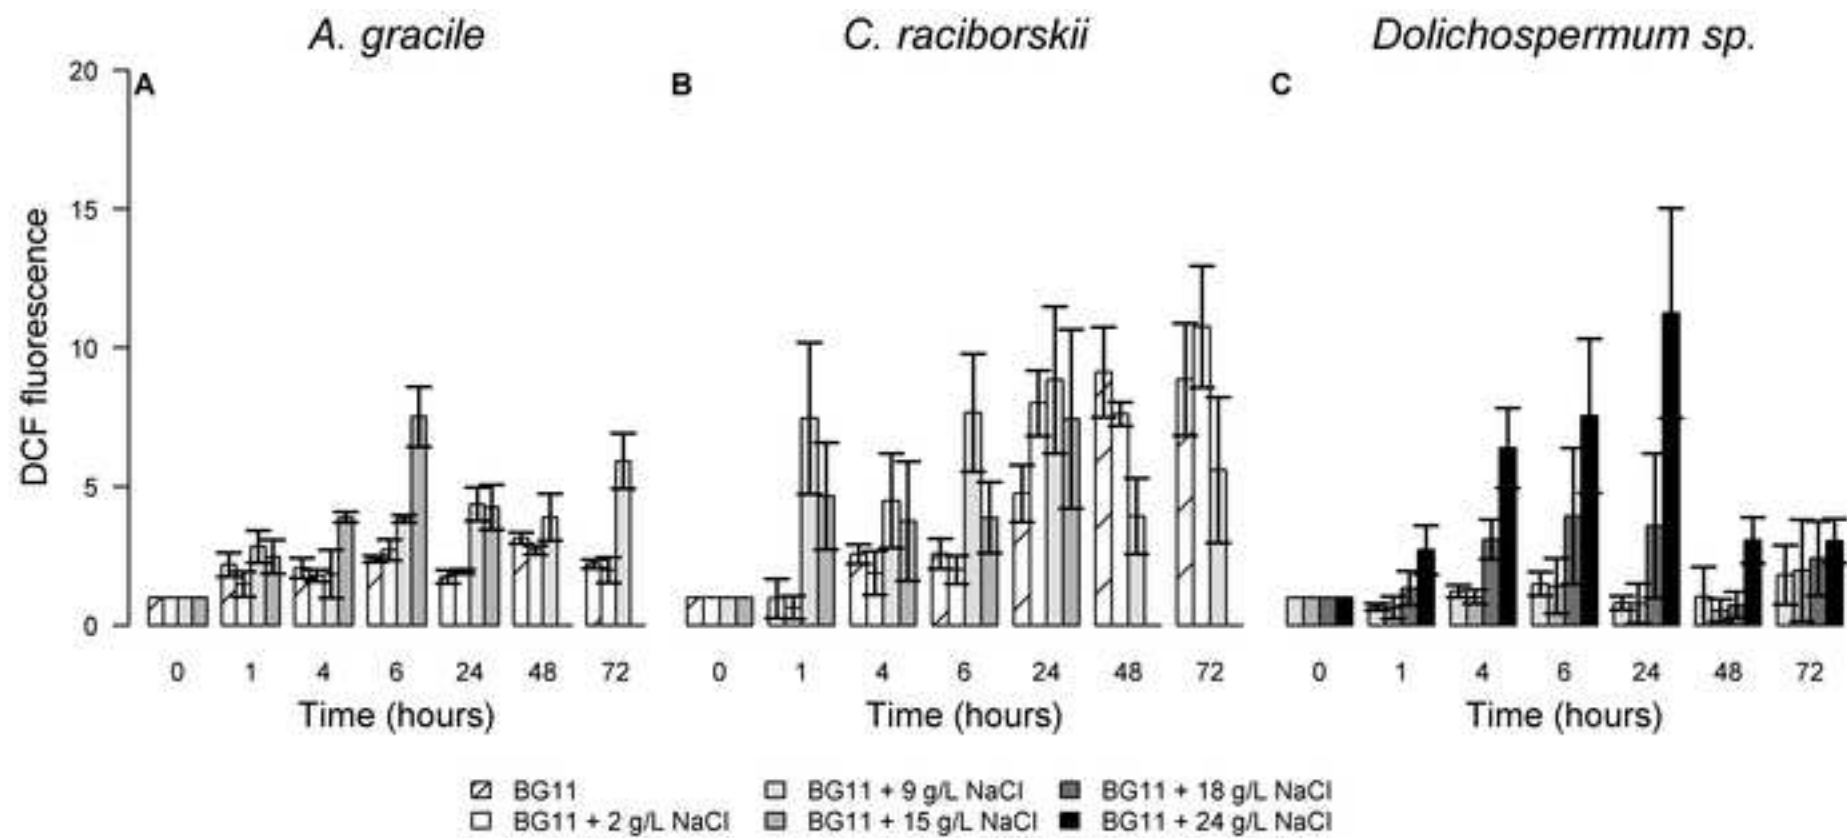 A. gracile C. raciborskii Dolichospermum sp.
A B C
20
15
10
5
0
DCF fluorescence
0 1 4 6 24 48 72 0 1 4 6 24 48 72 0 1 4 6 24 48 72
Time (hours) Time (hours) Time (hours)
BG11 BG11 + 9 g/L NaCl BG11 + 18 g/L NaCl
BG11 + 2 g/L NaCl BG11 + 15 g/L NaCl BG11 + 24 g/L NaCl